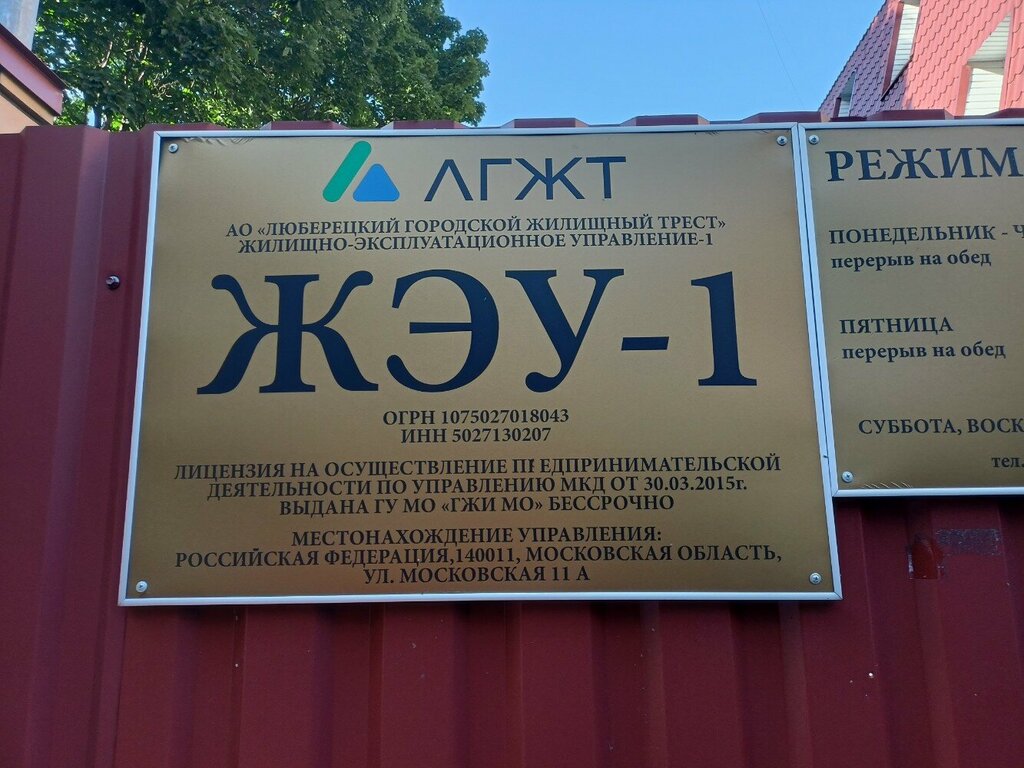 ЛГЖТ
АО «ЛЮБЕРЕЦКИЙ ГОРОДСКОЙ ЖИЛИЩНЫЙ ТРЕСТ»
ЖИЛИЩНО-ЭКСПЛУАТАЦИОННОЕ УПРАВЛЕНИЕ-1
ЖЭУ-1
ОГРН 1075027018043
ИНН 5027130207
ЛИЦЕНЗИЯ НА ОСУЩЕСТВЛЕНИЕ ПРЕДПРИНИМАТЕЛЬСКОЙ
ДЕЯТЕЛЬНОСТИ ПО УПРАВЛЕНИЮ МКД ОТ 30.03.2015г.
ВЫДАНА ГУ МО «ГЖИ МО» БЕССРОЧНО
МЕСТОНАХОЖДЕНИЕ УПРАВЛЕНИЯ:
РОССИЙСКАЯ ФЕДЕРАЦИЯ,140011, МОСКОВСКАЯ ОБЛАСТЬ,
УЛ. МОСКОВСКАЯ 11 А
РЕЖИМ
ПОНЕДЕЛЬНИК - Ч
перерыв на обед
ПЯТНИЦА
перерыв на обед
СУББОТА, ВОСК
тел.